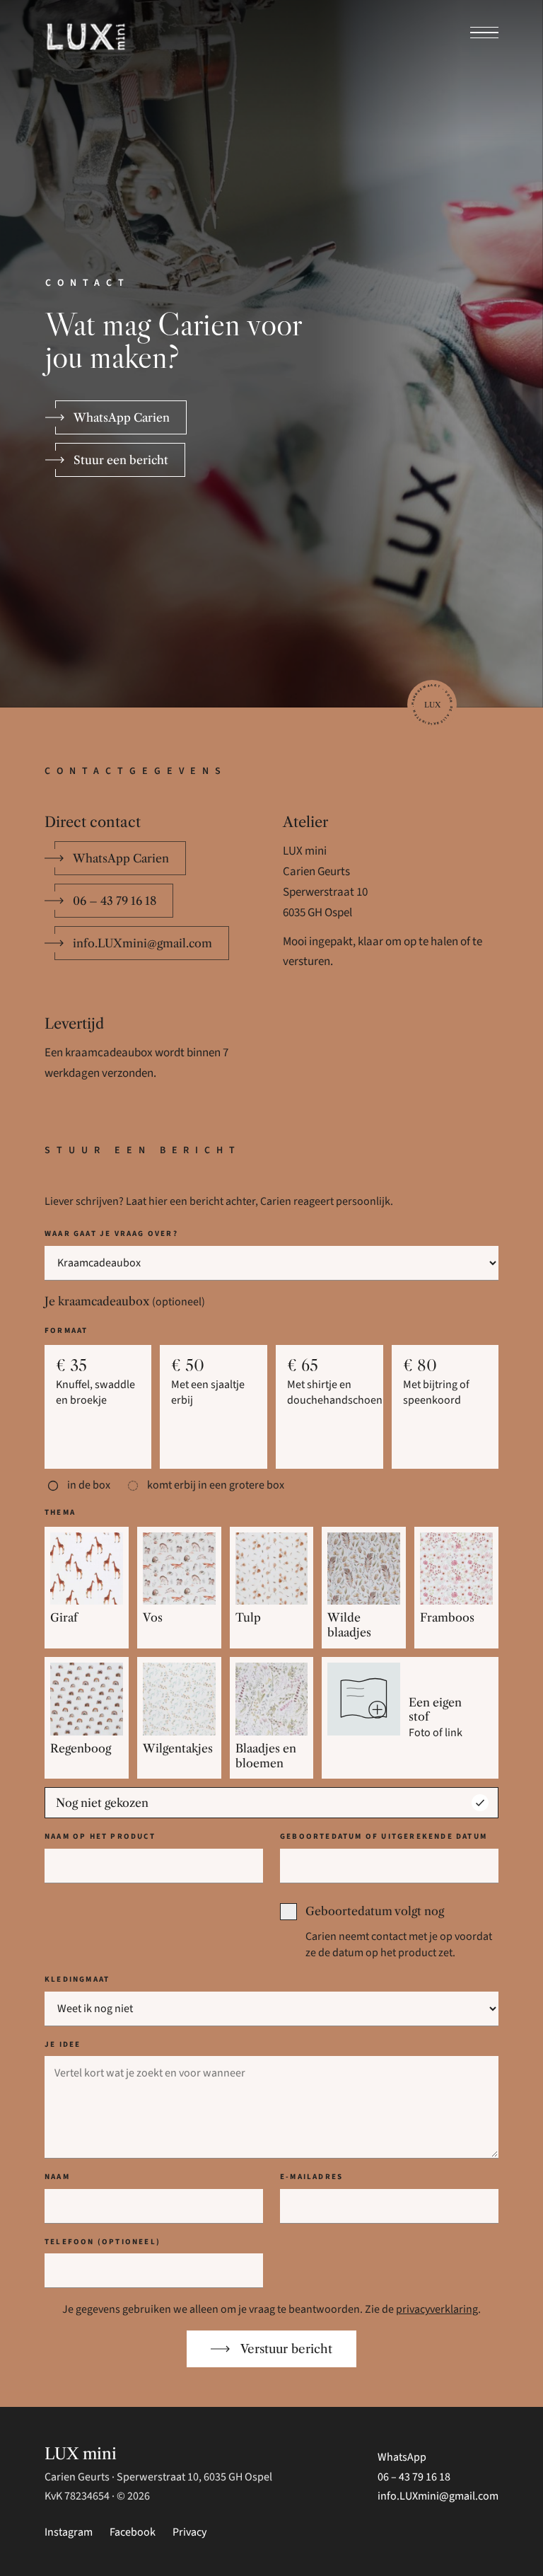 LUX mini
CONTACT
Wat mag Carien voor
jou maken?
WhatsApp Carien
Stuur een bericht
LUX
LUX
CONTACTGEGEVENS
Direct contact
WhatsApp Carien
06 – 43 79 16 18
info.LUXmini@gmail.com
Atelier
LUX mini
Carien Geurts
Sperwerstraat 10
6035 GH Ospel
Mooi ingepakt, klaar om op te halen of te
versturen.
Levertijd
Een kraamcadeaubox wordt binnen 7
werkdagen verzonden.
STUUR EEN BERICHT
Liever schrijven? Laat hier een bericht achter, Carien reageert persoonlijk.
WAAR GAAT JE VRAAG OVER?
Kraamcadeaubox
Je kraamcadeaubox (optioneel)
FORMAAT
€ 35
Knuffel, swaddle
en broekje
€ 50
Met een sjaaltje
erbij
€ 65
Met shirtje en
douchehandschoen
€ 80
Met bijtring of
speenkoord
in de box
komt erbij in een grotere box
THEMA
Giraf
Vos
Tulp
Wilde
blaadjes
Framboos
Regenboog
Wilgentakjes
Blaadjes en
bloemen
Een eigen
stof
Foto of link
Nog niet gekozen
NAAM OP HET PRODUCT
GEBOORTEDATUM OF UITGEREKENDE DATUM
Geboortedatum volgt nog
Carien neemt contact met je op voordat
ze de datum op het product zet.
KLEDINGMAAT
Weet ik nog niet
JE IDEE
Vertel kort wat je zoekt en voor wanneer
NAAM
E-MAILADRES
TELEFOON (OPTIONEEL)
Je gegevens gebruiken we alleen om je vraag te beantwoorden. Zie de privacyverklaring.
Verstuur bericht
LUX mini
Carien Geurts · Sperwerstraat 10, 6035 GH Ospel
KvK 78234654 · © 2026
WhatsApp
06 – 43 79 16 18
info.LUXmini@gmail.com
Instagram
Facebook
Privacy